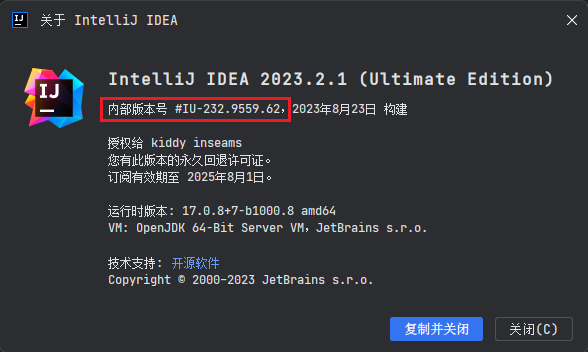 IJ 关于 IntelliJ IDEA
IJ
IntelliJ IDEA 2023.2.1 (Ultimate Edition)
内部版本号 #IU-232.9559.62, 2023年8月23日 构建
授权给 kiddy inseams
您有此版本的永久回退许可证。
订阅有效期至 2025年8月1日。
运行时版本: 17.0.8+7-b1000.8 amd64
VM: OpenJDK 64-Bit Server VM, JetBrains s.r.o.
技术支持: 开源软件
Copyright © 2000–2023 JetBrains s.r.o.
复制并关闭 关闭(C)